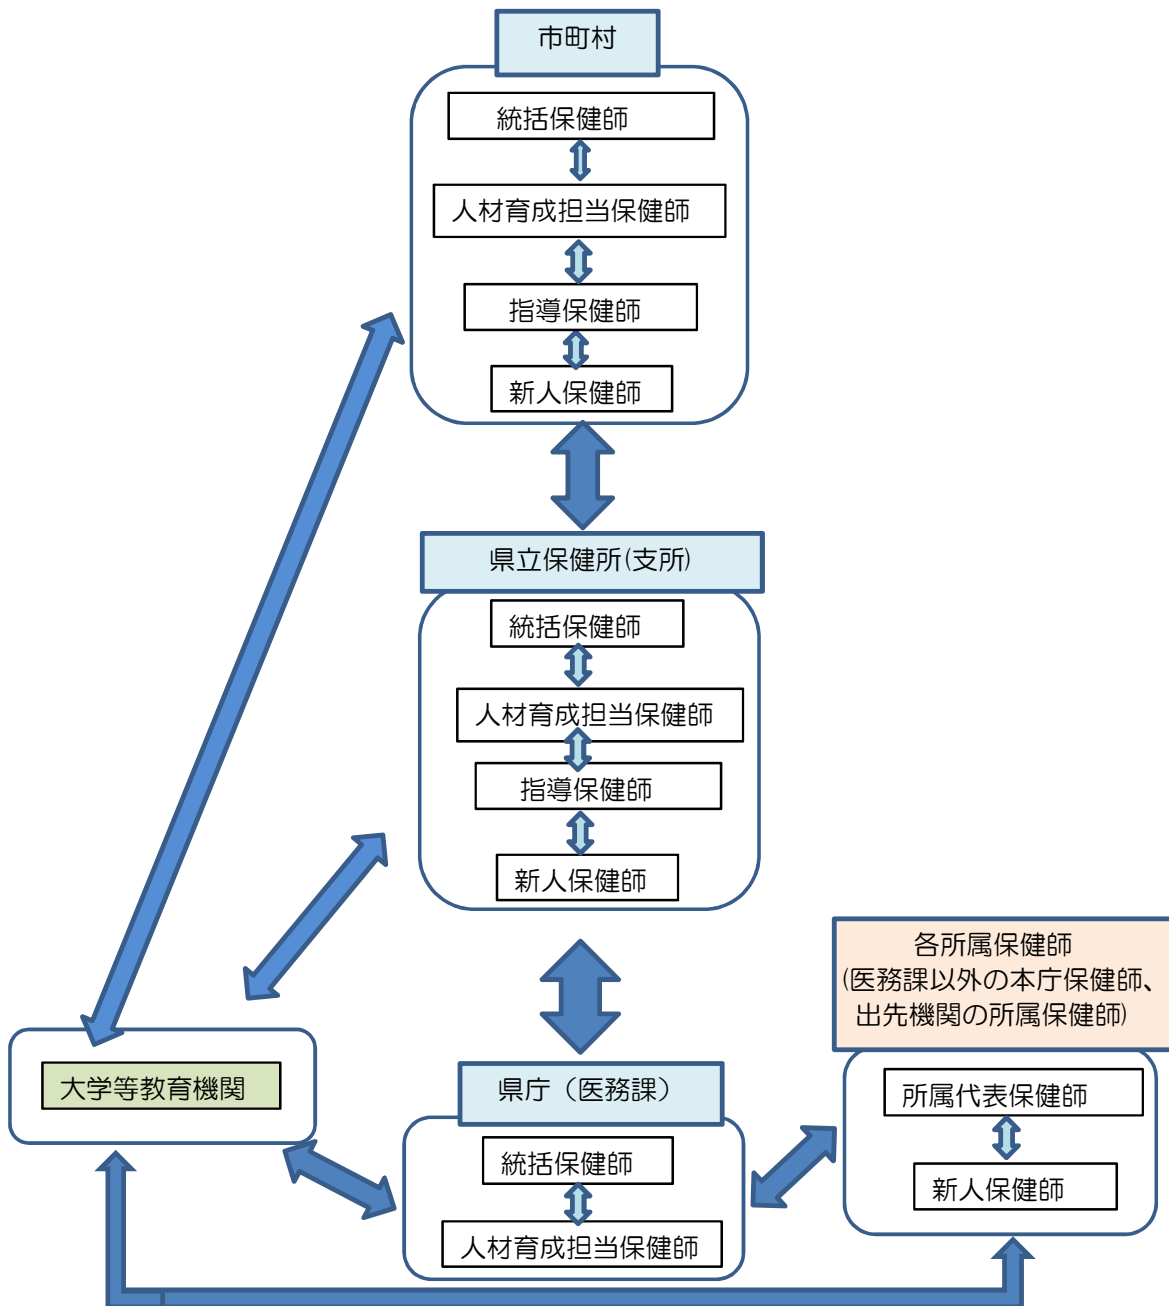 市町村
統括保健師
人材育成担当保健師
指導保健師
新人保健師
県立保健所(支所)
統括保健師
人材育成担当保健師
指導保健師
新人保健師
各所属保健師
(医務課以外の本庁保健師、
出先機関の所属保健師)
所属代表保健師
新人保健師
大学等教育機関
県庁（医務課）
統括保健師
人材育成担当保健師